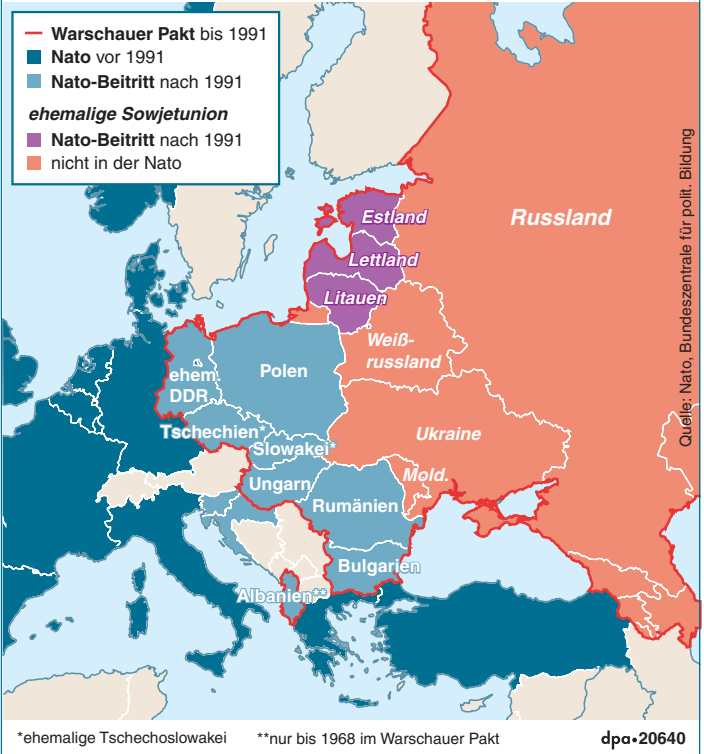 Warschauer Pakt bis 1991
Nato vor 1991
Nato-Beitritt nach 1991
ehemalige Sowjetunion
Nato-Beitritt nach 1991
nicht in der Nato
Estland
Lettland
Litauen
Russland
Weiß-
russland
Polen
ehem.
DDR
Tschechien*
Slowakei*
Ukraine
Ungarn
Mold.
Rumänien
Bulgarien
Albanien**
Quelle: Nato, Bundeszentrale für polit. Bildung
*ehemalige Tschechoslowakei
**nur bis 1968 im Warschauer Pakt
dpa•20640